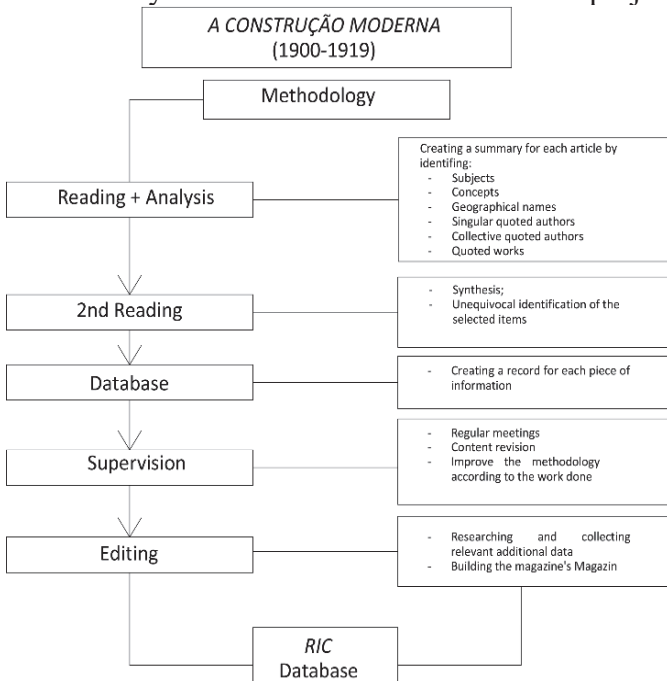 A CONSTRUÇÃO MODERNA
(1900-1919)
Methodology
Reading + Analysis
Creating a summary for each article by
identifing:
- Subjects
- Concepts
- Geographical names
- Singular quoted authors
- Collective quoted authors
- Quoted works
2nd Reading
- Synthesis;
- Unequivocal identification of the
selected items
Database
- Creating a record for each piece of
information
Supervision
- Regular meetings
- Content revision
- Improve the methodology
according to the work done
Editing
- Researching and collecting
relevant additional data
- Building the magazine's Magazin
RIC
Database